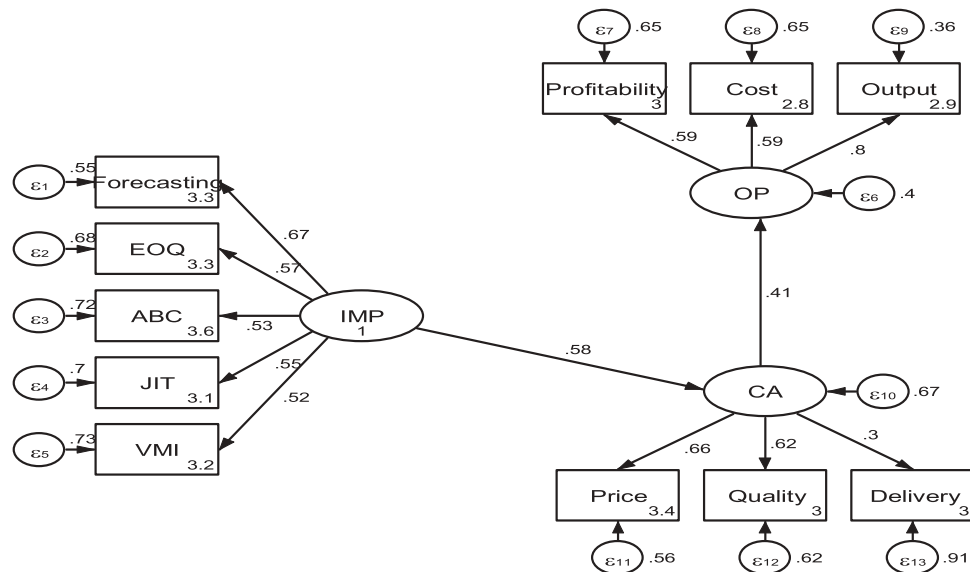 ε7 .65
ε8 .65
ε9 .36
Profitability
3
Cost
2.8
Output
2.9
.59
.59
.8
OP
ε6 .4
ε1 .55
Forecasting
3.3
ε2 .68
EOQ
3.3
ε3 .72
ABC
3.6
ε4 .7
JIT
3.1
ε5 .73
VMI
3.2
.67
.57
.53
.55
.52
IMP
1
.41
.58
CA
ε10 .67
.66
.62
.3
Price
3.4
Quality
3
Delivery
3
ε11 .56
ε12 .62
ε13 .91